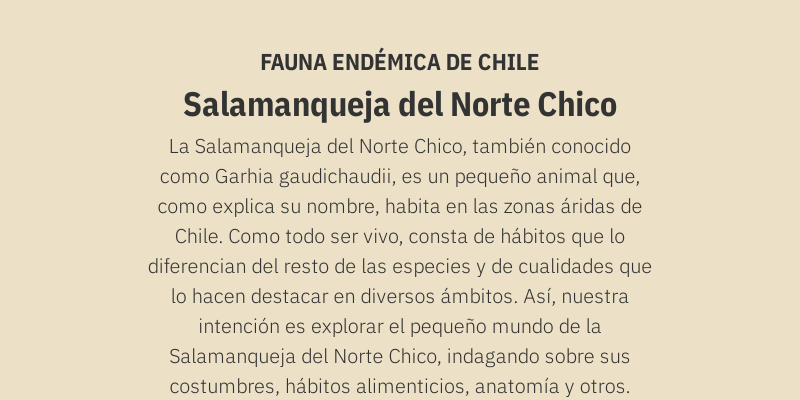 FAUNA ENDÉMICA DE CHILE
Salamanqueja del Norte Chico
La Salamanqueja del Norte Chico, también conocido
como Garhia gaudichaudii, es un pequeño animal que,
como explica su nombre, habita en las zonas áridas de
Chile. Como todo ser vivo, consta de hábitos que lo
diferencian del resto de las especies y de cualidades que
lo hacen destacar en diversos ámbitos. Así, nuestra
intención es explorar el pequeño mundo de la
Salamanqueja del Norte Chico, indagando sobre sus
costumbres, hábitos alimenticios, anatomía y otros.